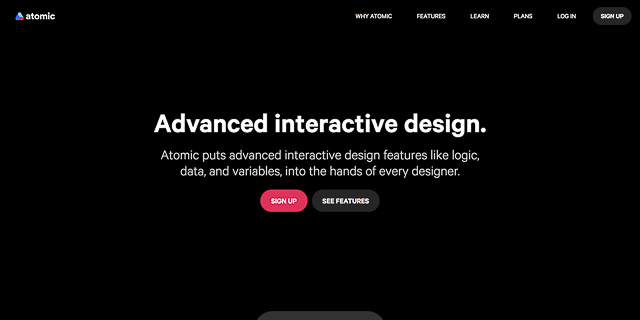 atomic
WHY ATOMIC
FEATURES
LEARN
PLANS
LOG IN
SIGN UP
Advanced interactive design.
Atomic puts advanced interactive design features like logic,
data, and variables, into the hands of every designer.
SIGN UP
SEE FEATURES